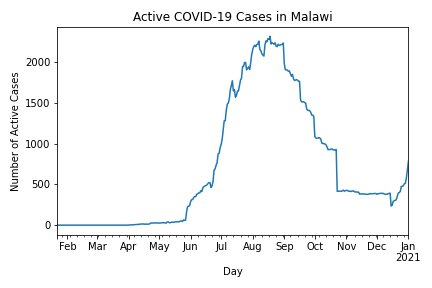 Active COVID-19 Cases in Malawi
Number of Active Cases
2000
1500
1000
500
0
Feb Mar Apr May Jun Jul Aug Sep Oct Nov Dec Jan
2021
Day